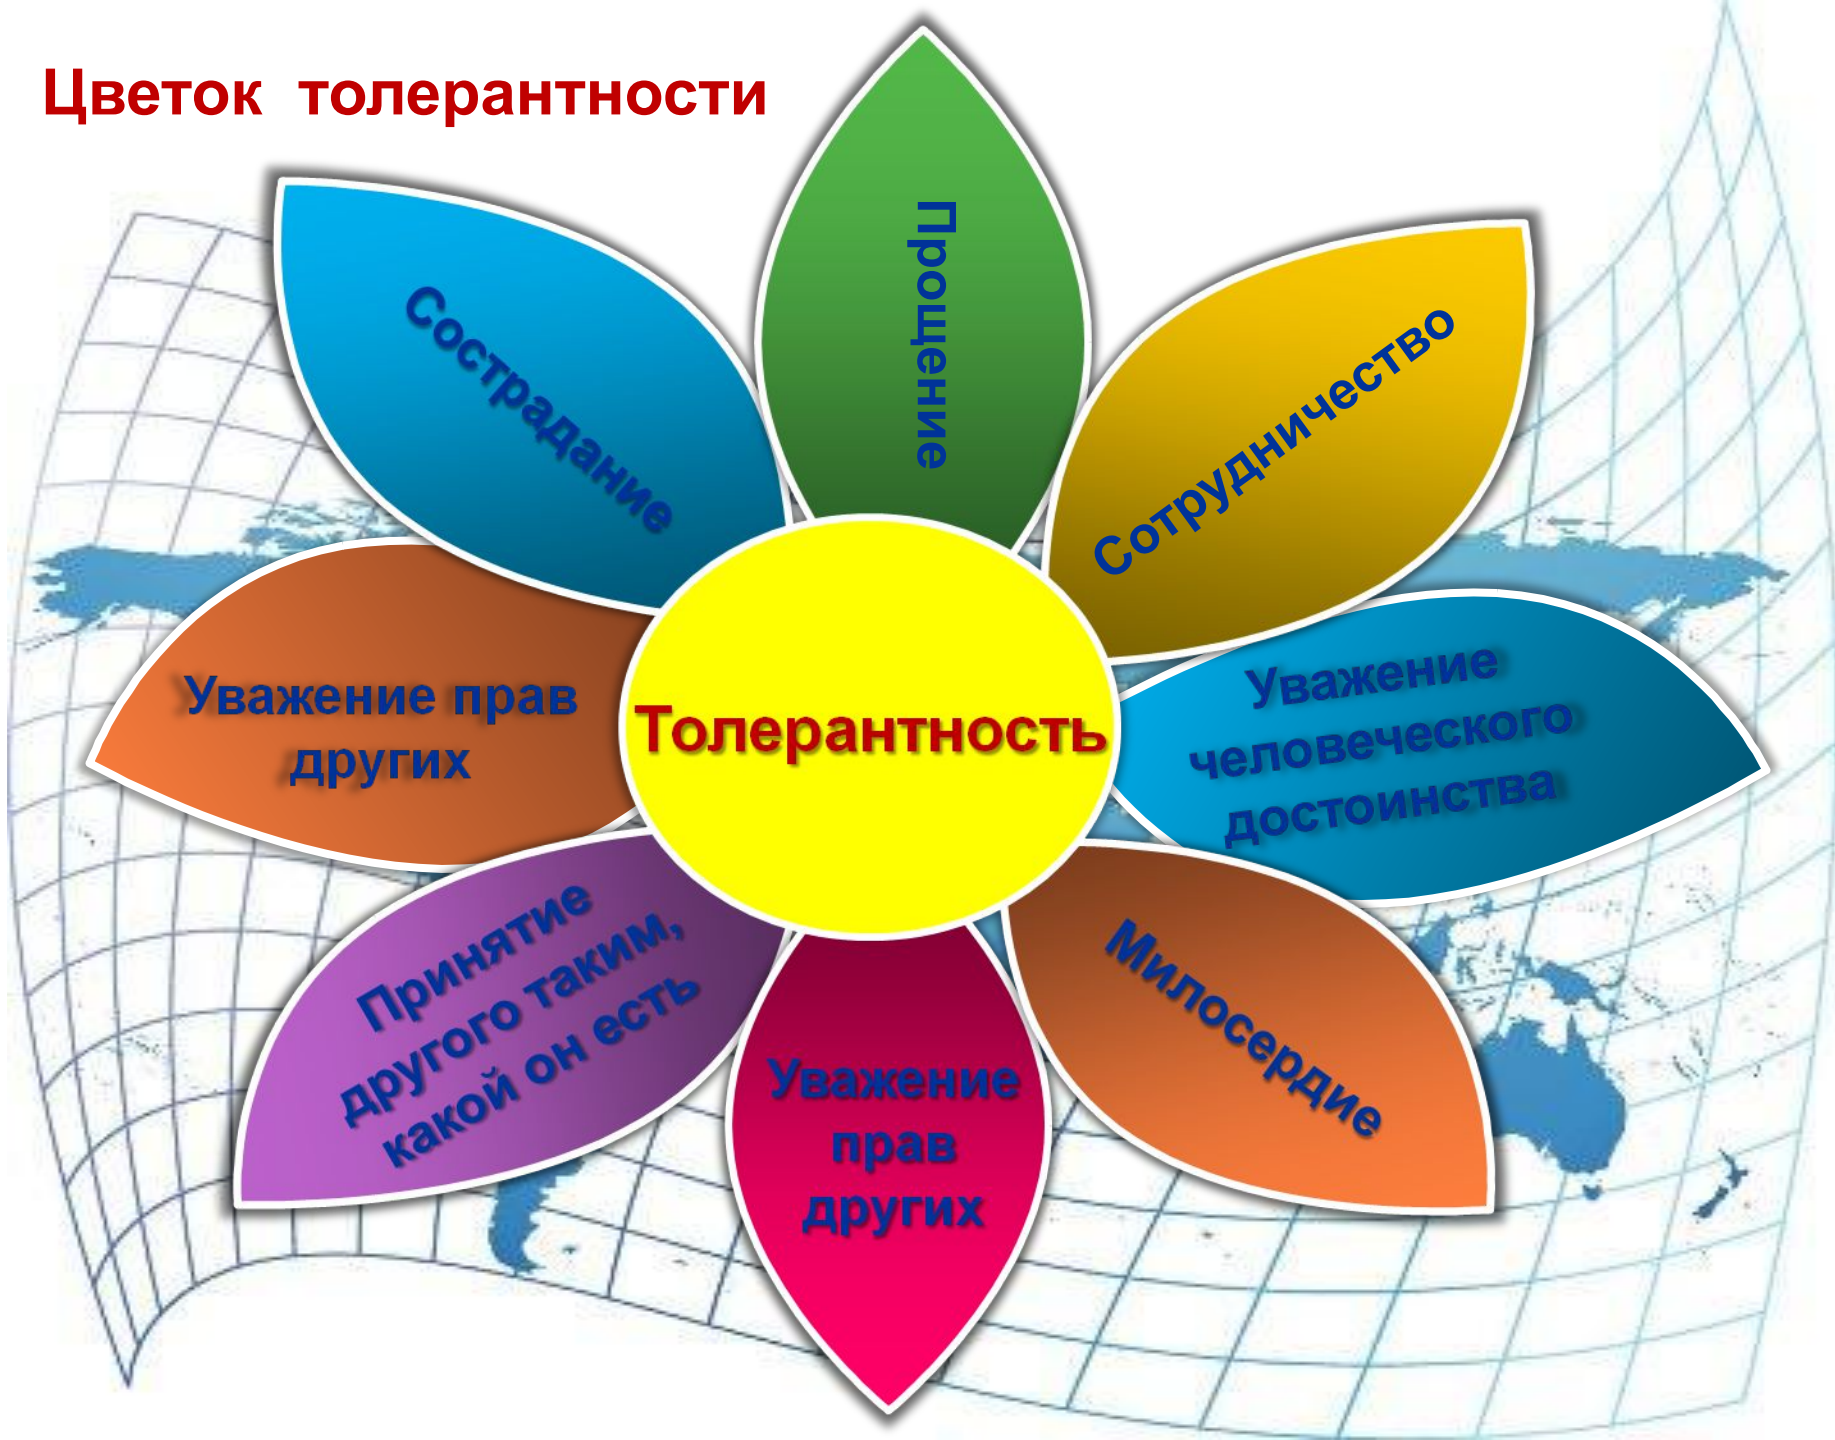 Цветок толерантности
Прощение
Сострадание
Сотрудничество
Уважение прав
других
Толерантность
Уважение
человеческого
достоинства
Принятие
другого таким,
какой он есть
Милосердие
Уважение
прав
других